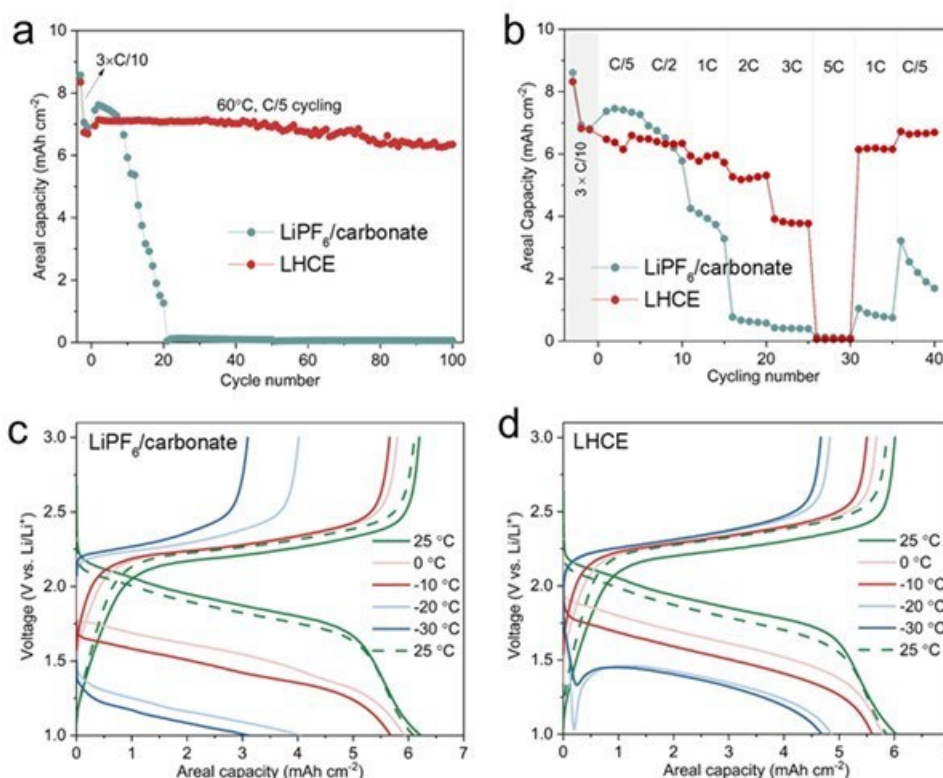 a
3×C/10
60°C, C/5 cycling
LiPF₆/carbonate
LHCE
Areal capacity (mAh cm⁻²)
10
8
6
4
2
0
0 20 40 60 80 100
Cycle number
b
C/5 C/2 1C 2C 3C 5C 1C C/5
3 × C/10
LiPF₆/carbonate
LHCE
Areal Capacity (mAh cm⁻²)
10
8
6
4
2
0
0 10 20 30 40
Cycling number
c
LiPF₆/carbonate
Voltage (V vs. Li/Li⁺)
3.0
2.5
2.0
1.5
1.0
25 °C
0 °C
-10 °C
-20 °C
-30 °C
25 °C
0 1 2 3 4 5 6 7
Areal capacity (mAh cm⁻²)
d
LHCE
Voltage (V vs. Li/Li⁺)
3.0
2.5
2.0
1.5
1.0
25 °C
0 °C
-10 °C
-20 °C
-30 °C
25 °C
0 1 2 3 4 5 6
Areal capacity (mAh cm⁻²)